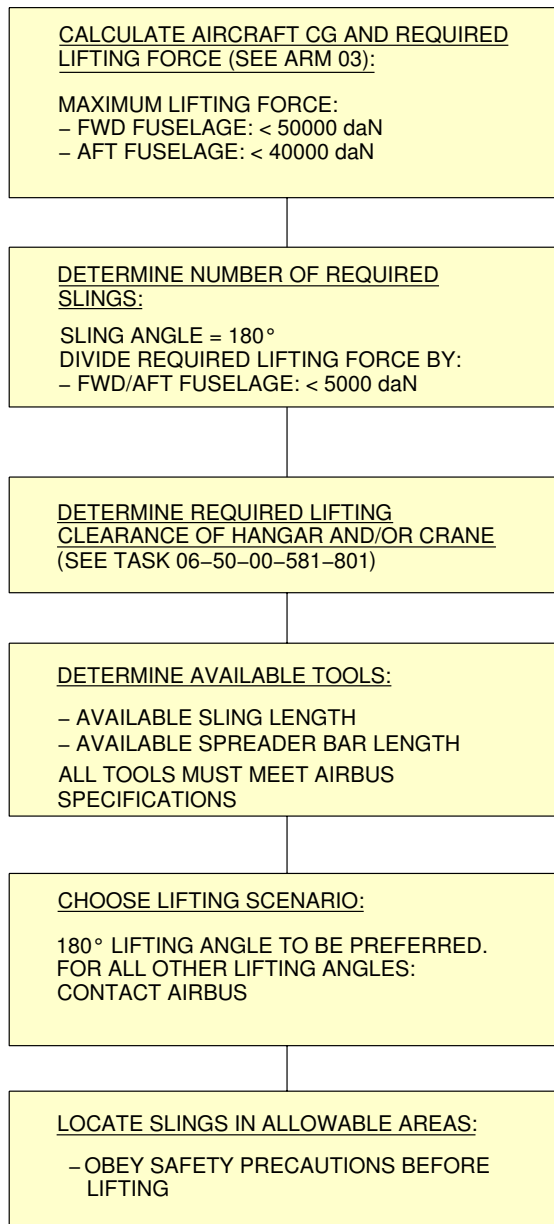 CALCULATE AIRCRAFT CG AND REQUIRED
LIFTING FORCE (SEE ARM 03):
MAXIMUM LIFTING FORCE:
– FWD FUSELAGE: < 50000 daN
– AFT FUSELAGE: < 40000 daN
DETERMINE NUMBER OF REQUIRED
SLINGS:
SLING ANGLE = 180°
DIVIDE REQUIRED LIFTING FORCE BY:
– FWD/AFT FUSELAGE: < 5000 daN
DETERMINE REQUIRED LIFTING
CLEARANCE OF HANGAR AND/OR CRANE
(SEE TASK 06–50–00–581–801)
DETERMINE AVAILABLE TOOLS:
– AVAILABLE SLING LENGTH
– AVAILABLE SPREADER BAR LENGTH
ALL TOOLS MUST MEET AIRBUS
SPECIFICATIONS
CHOOSE LIFTING SCENARIO:
180° LIFTING ANGLE TO BE PREFERRED.
FOR ALL OTHER LIFTING ANGLES:
CONTACT AIRBUS
LOCATE SLINGS IN ALLOWABLE AREAS:
– OBEY SAFETY PRECAUTIONS BEFORE
LIFTING